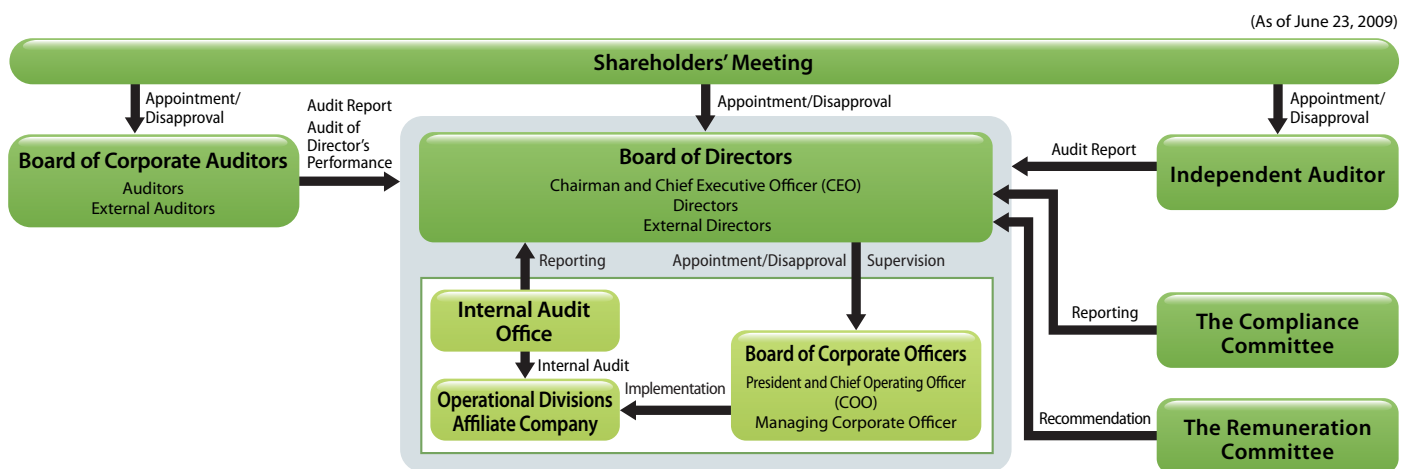 (As of June 23, 2009)
Shareholders' Meeting
Appointment/
Disapproval
Audit Report
Audit of
Director's
Performance
Appointment/Disapproval
Appointment/
Disapproval
Board of Corporate Auditors
Auditors
External Auditors
Board of Directors
Chairman and Chief Executive Officer (CEO)
Directors
External Directors
Audit Report
Independent Auditor
Reporting
Appointment/Disapproval
Supervision
Internal Audit
Office
Internal Audit
Operational Divisions
Affiliate Company
Implementation
Board of Corporate Officers
President and Chief Operating Officer
(COO)
Managing Corporate Officer
Reporting
The Compliance
Committee
Recommendation
The Remuneration
Committee